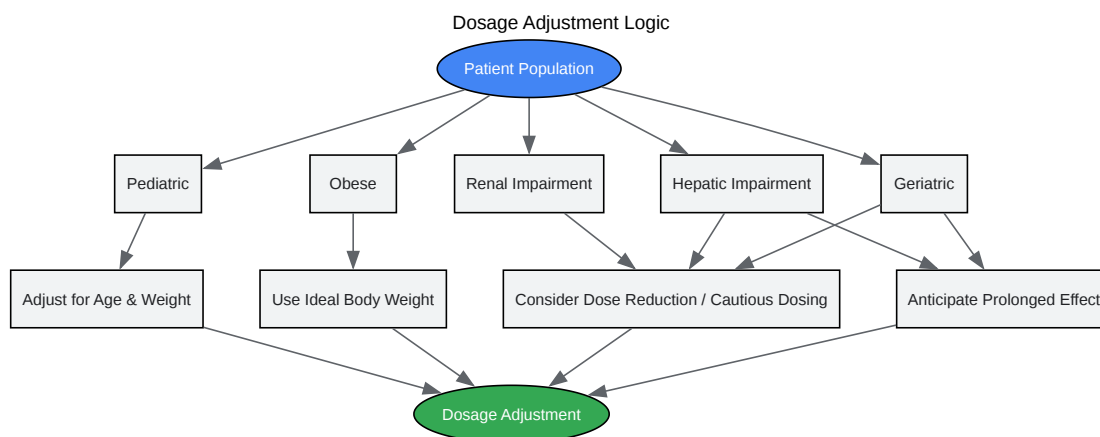 Dosage Adjustment Logic
Patient Population
Pediatric
Obese
Renal Impairment
Hepatic Impairment
Geriatric
Adjust for Age & Weight
Use Ideal Body Weight
Consider Dose Reduction / Cautious Dosing
Anticipate Prolonged Effect
Dosage Adjustment